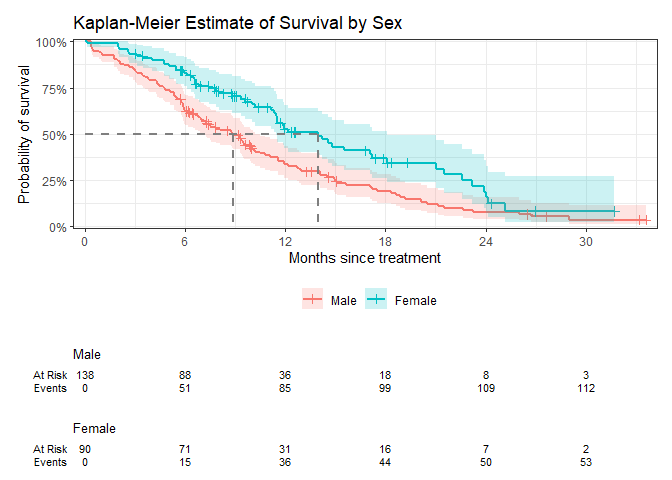 Kaplan-Meier Estimate of Survival by Sex
100%
75%
50%
25%
0%
Probability of survival
0 6 12 18 24 30
Months since treatment
Male Female
Male
At Risk 138 88 36 18 8 3
Events 0 51 85 99 109 112
Female
At Risk 90 71 31 16 7 2
Events 0 15 36 44 50 53